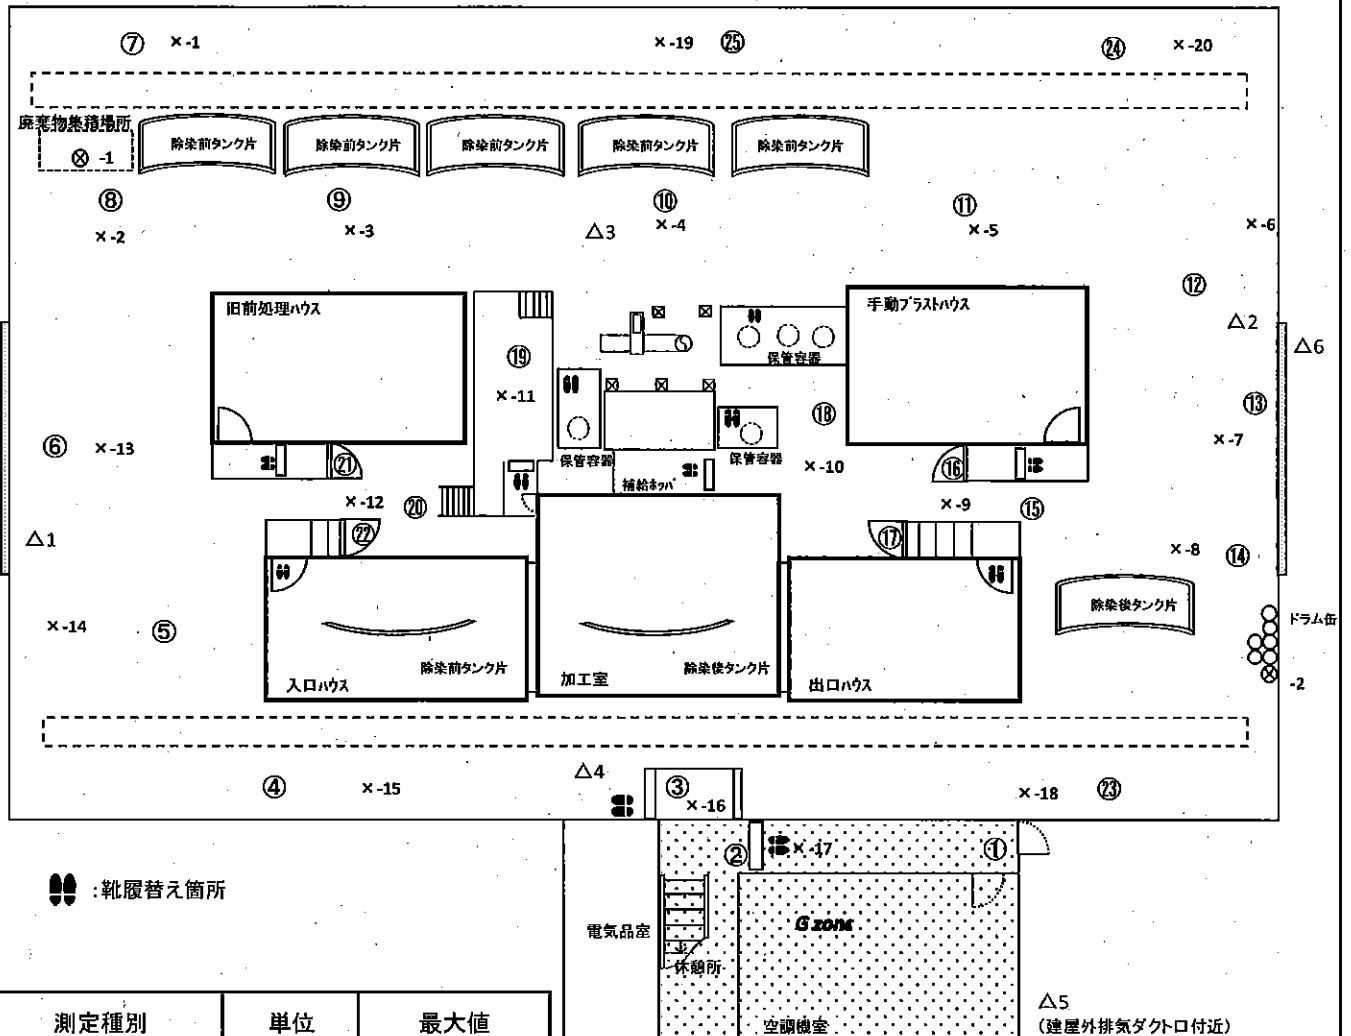 ⑦ ×-1 ×-19 ㉕ ㉔ ×-20
廃棄物集積場所
⊗ -1
除染前タンク片 除染前タンク片 除染前タンク片 除染前タンク片 除染前タンク片
⑧ ⑨ ⑩ ⑪
×-2 ×-3 △3 ×-4 ×-5 ×-6
⑫
旧前処理ハウス 手動ブラストハウス
△2
△6
⑲ 保管容器
×-11 ⑱ ⑬
⑥ ×-13 ×-7
保管容器 保管容器
㉑ ×-10 ⑯
補給ホッパ
×-12 ⑳ ×-9 ⑮
△1 ㉒ ⑰
×-8 ⑭
除染後タンク片
ドラム缶
×-14 ⑤
除染前タンク片 除染後タンク片
入口ハウス 加工室 出口ハウス
-2
④ ×-15 △4 ③ ×-16 ×-18 ㉓
② ×-17 ①
:靴履替え箇所
電気品室
G zone
休憩所
測定種別 単位 最大値
空調機室
△5
(建屋外排気ダクト口付近)